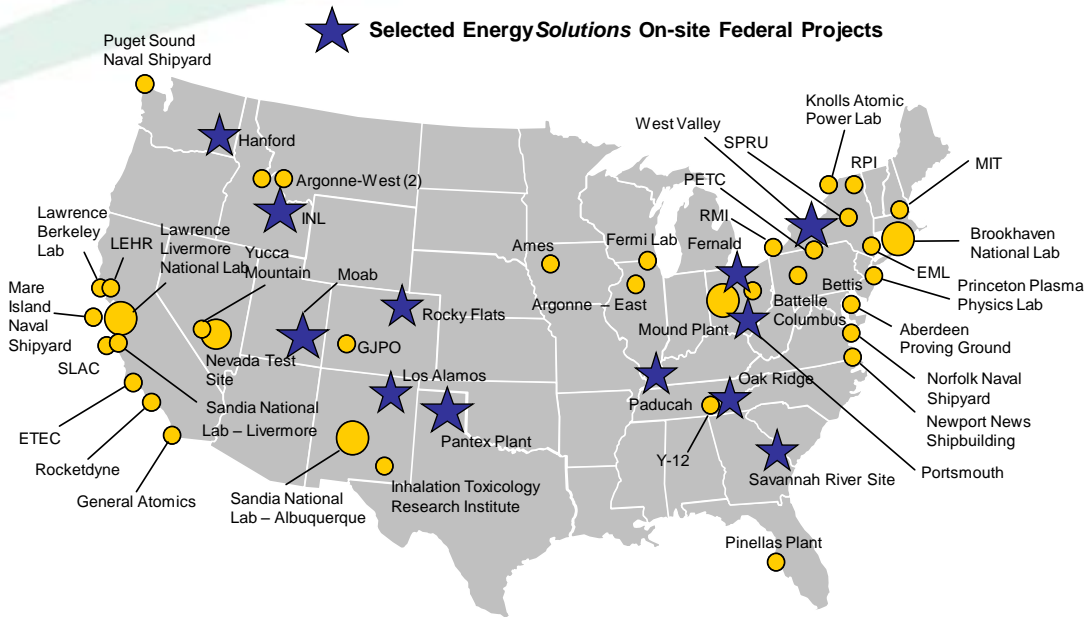 Selected EnergySolutions On-site Federal Projects
Puget Sound
Naval Shipyard
Knolls Atomic
Power Lab
West Valley
SPRU
RPI
MIT
Hanford
PETC
Argonne-West (2)
RMI
Lawrence
Berkeley
Lab
LEHR
Lawrence
Livermore
National Lab
INL
Yucca
Mountain
Moab
Ames
Fermi Lab
Fernald
Brookhaven
National Lab
EML
Mare
Island
Naval
Shipyard
Argonne – East
Bettis
Princeton Plasma
Physics Lab
Rocky Flats
Battelle
Columbus
Mound Plant
Aberdeen
Proving Ground
SLAC
Nevada Test
Site
GJPO
Los Alamos
Oak Ridge
Norfolk Naval
Shipyard
Paducah
ETEC
Sandia National
Lab – Livermore
Pantex Plant
Newport News
Shipbuilding
Rocketdyne
Y-12
Portsmouth
General Atomics
Savannah River Site
Sandia National
Lab – Albuquerque
Inhalation Toxicology
Research Institute
Pinellas Plant